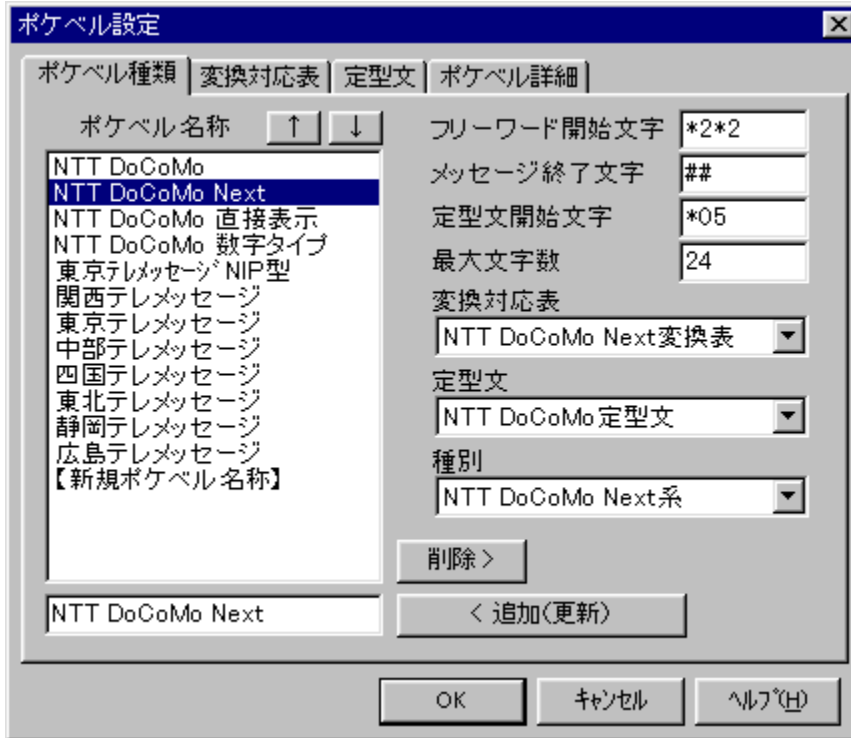 ポケベル設定
ポケベル種類 変換対応表 定型文 ポケベル詳細
ポケベル名称 ↑ ↓
NTT DoCoMo
NTT DoCoMo Next
NTT DoCoMo 直接表示
NTT DoCoMo 数字タイプ
東京ﾃﾚﾒｯｾｰｼﾞNIP型
関西テレメッセージ
東京テレメッセージ
中部テレメッセージ
四国テレメッセージ
東北テレメッセージ
静岡テレメッセージ
広島テレメッセージ
【新規ポケベル名称】
NTT DoCoMo Next
フリーワード開始文字 *2*2
メッセージ終了文字 ##
定型文開始文字 *05
最大文字数 24
変換対応表
NTT DoCoMo Next変換表
定型文
NTT DoCoMo定型文
種別
NTT DoCoMo Next系
削除 >
< 追加(更新)
OK ｷｬﾝｾﾙ ﾍﾙﾌﾟ(H)